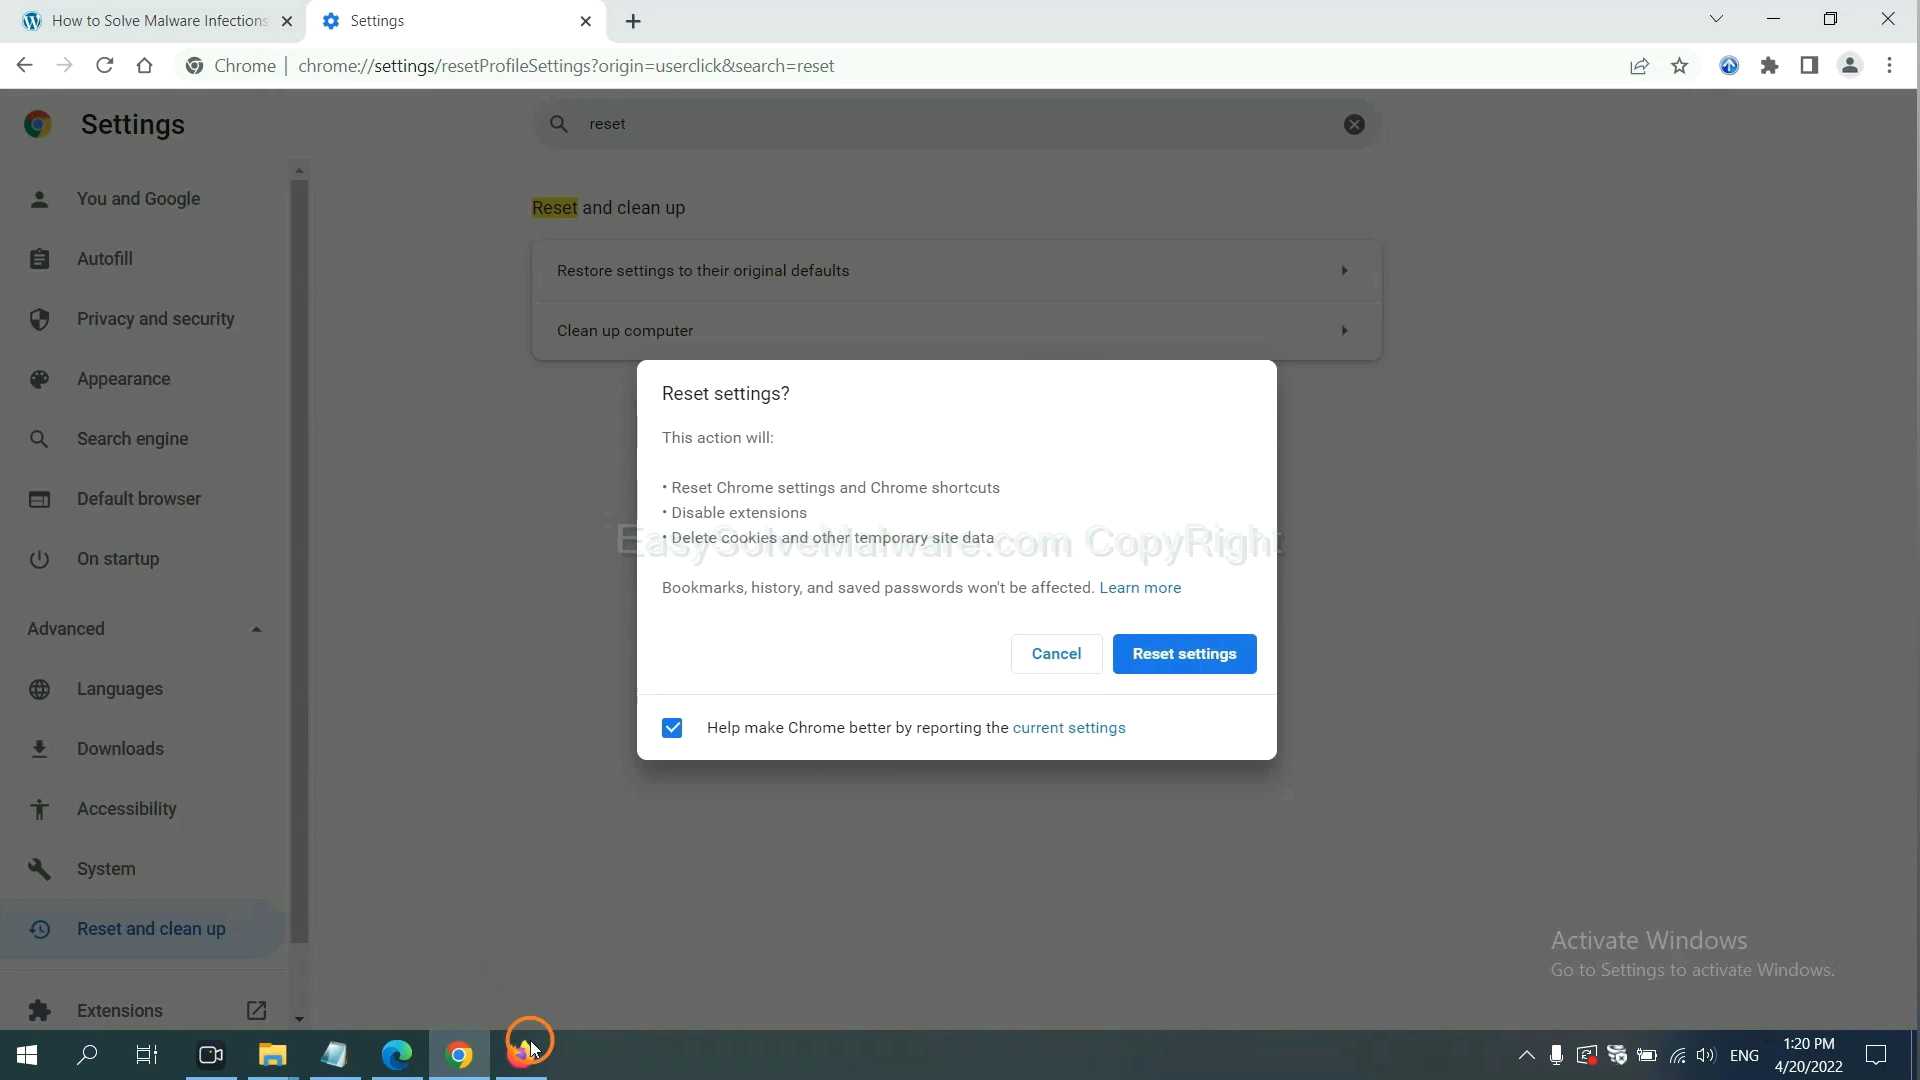 How to Solve Malware Infections
Settings
Chrome | chrome://settings/resetProfileSettings?origin=userclick&search=reset
Settings
reset
You and Google
Autofill
Privacy and security
Appearance
Search engine
Default browser
On startup
Advanced
Languages
Downloads
Accessibility
System
Reset and clean up
Extensions
Reset and clean up
Restore settings to their original defaults
Clean up computer
Reset settings?
This action will:
• Reset Chrome settings and Chrome shortcuts
• Disable extensions
• Delete cookies and other temporary site data
EasySolveMalware.com CopyRight
Bookmarks, history, and saved passwords won't be affected. Learn more
Cancel
Reset settings
Help make Chrome better by reporting the current settings
Activate Windows
Go to Settings to activate Windows.
ENG
1:20 PM
4/20/2022